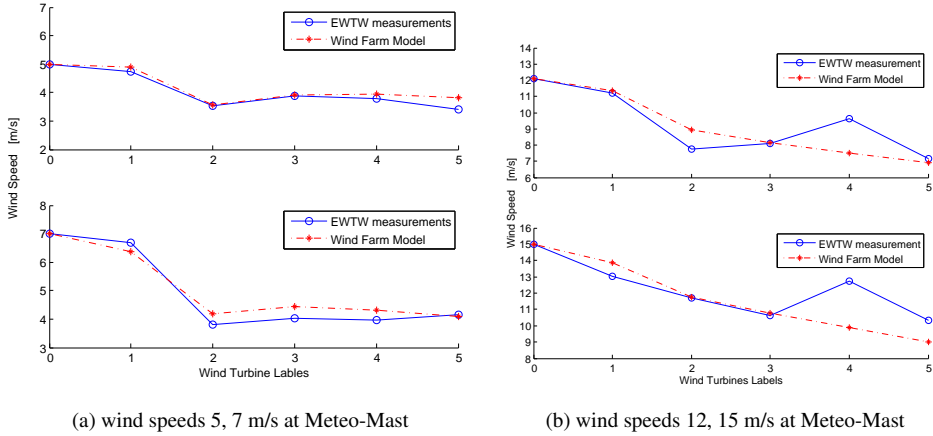 7
6
5
4
3
2
0 1 2 3 4 5
EWTW measurements
Wind Farm Model
Wind Speed [m/s]
8
7
6
5
4
3
0 1 2 3 4 5
EWTW measurements
Wind Farm Model
Wind Turbine Lables
(a) wind speeds 5, 7 m/s at Meteo-Mast
14
13
12
11
10
9
8
7
6
0 1 2 3 4 5
EWTW measurement
Wind Farm Model
Wind Speed [m/s]
16
15
14
13
12
11
10
9
8
0 1 2 3 4 5
EWTW measurement
Wind Farm Model
Wind Turbines Labels
(b) wind speeds 12, 15 m/s at Meteo-Mast